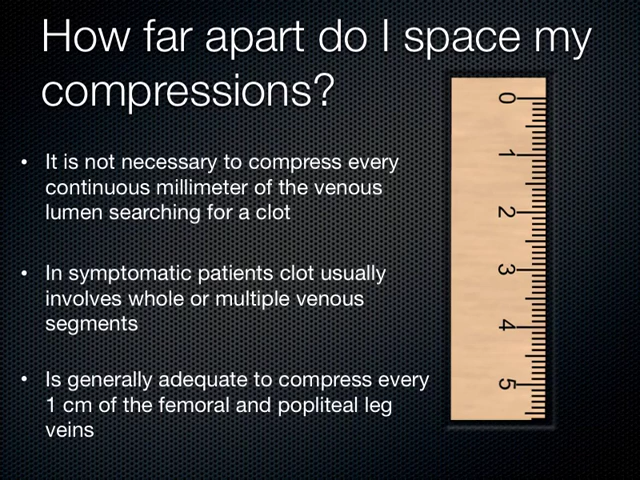 How far apart do I space my
compressions?
• It is not necessary to compress every
continuous millimeter of the venous
lumen searching for a clot
• In symptomatic patients clot usually
involves whole or multiple venous
segments
• Is generally adequate to compress every
1 cm of the femoral and popliteal leg
veins
0
1
2
3
4
5